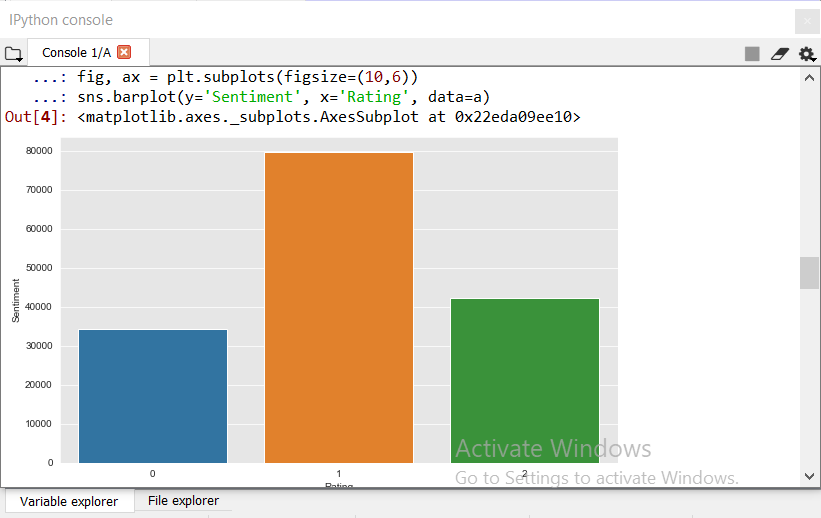 IPython console
Console 1/A
...: fig, ax = plt.subplots(figsize=(10,6))
...: sns.barplot(y='Sentiment', x='Rating', data=a)
Out[4]: <matplotlib.axes._subplots.AxesSubplot at 0x22eda09ee10>
80000
70000
60000
50000
40000
30000
20000
10000
0
Sentiment
0 1 2
Rating
Activate Windows
Go to Settings to activate Windows.
Variable explorer File explorer